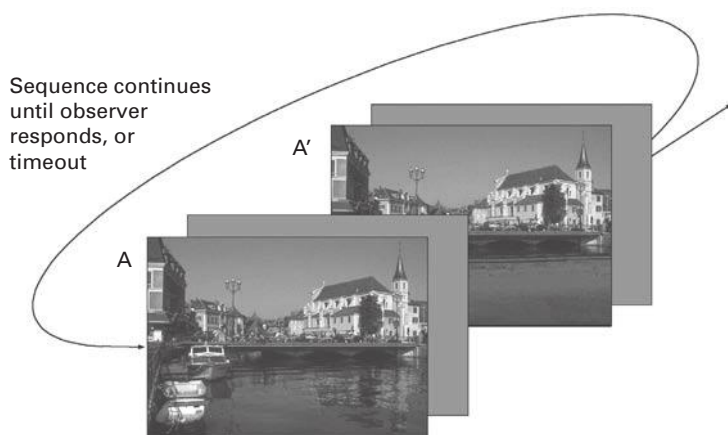 Sequence continues
until observer
responds, or
timeout
A'
A